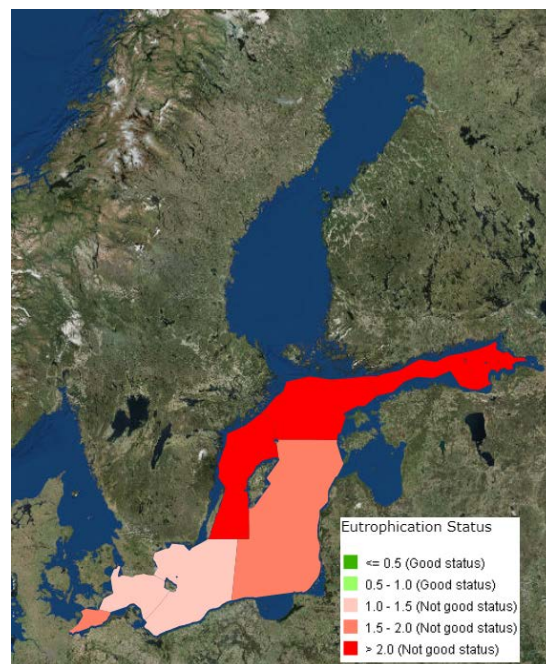 Eutrophication Status
<= 0.5 (Good status)
0.5 - 1.0 (Good status)
1.0 - 1.5 (Not good status)
1.5 - 2.0 (Not good status)
> 2.0 (Not good status)